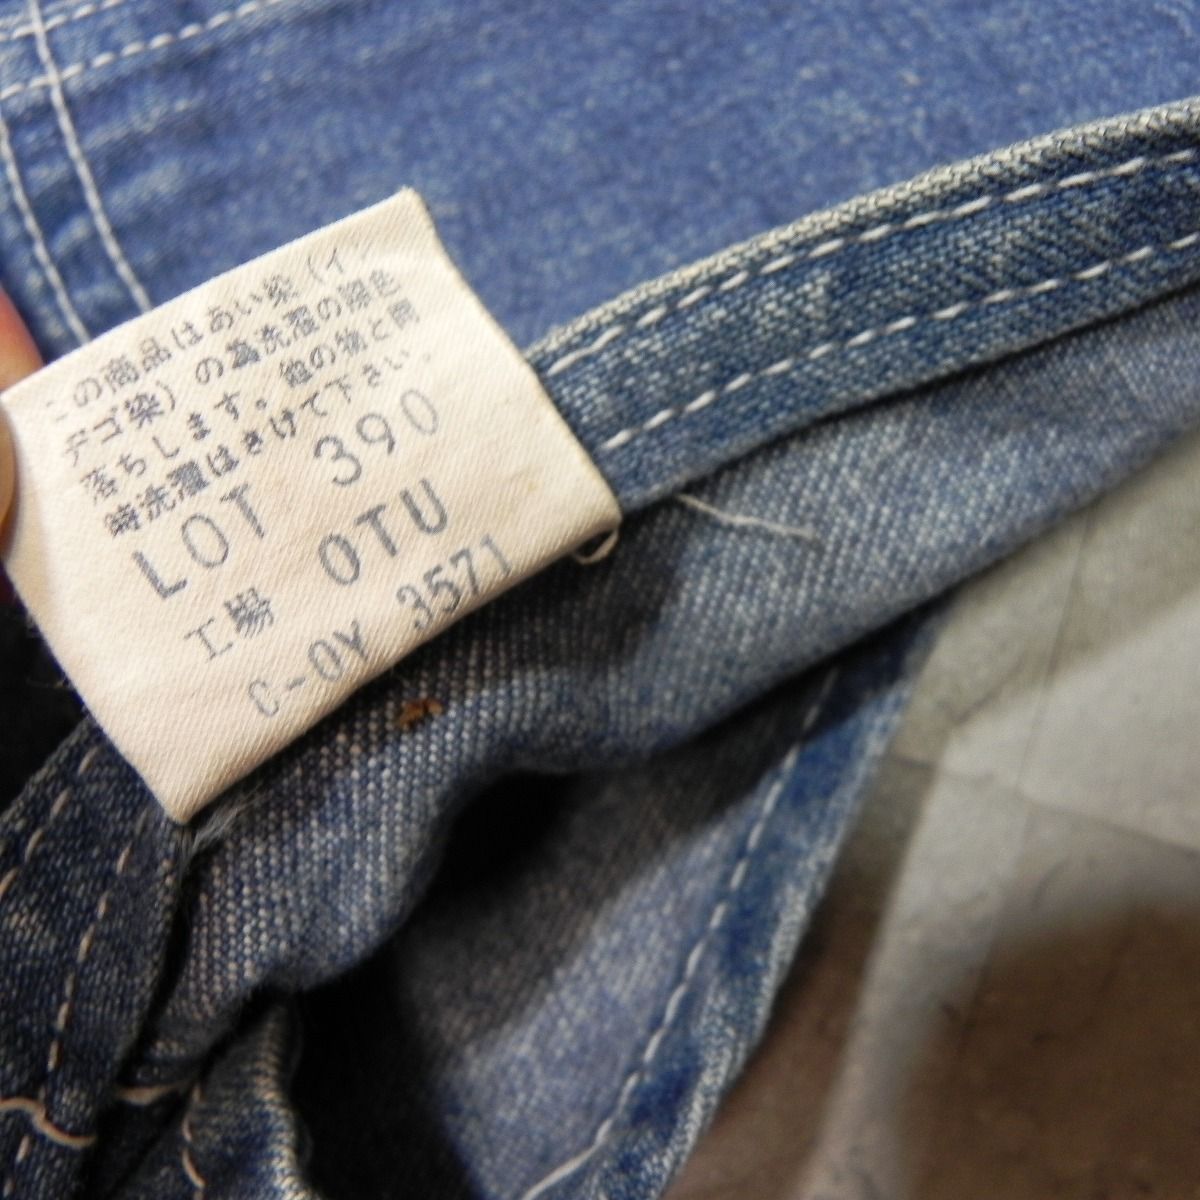 この商品はあい染(イ
ンヂゴ染)の為洗濯の際色
落ちします。他の物と同
時洗濯はさけて下さい。
LOT 390
工場 OTU
C-OY 3571